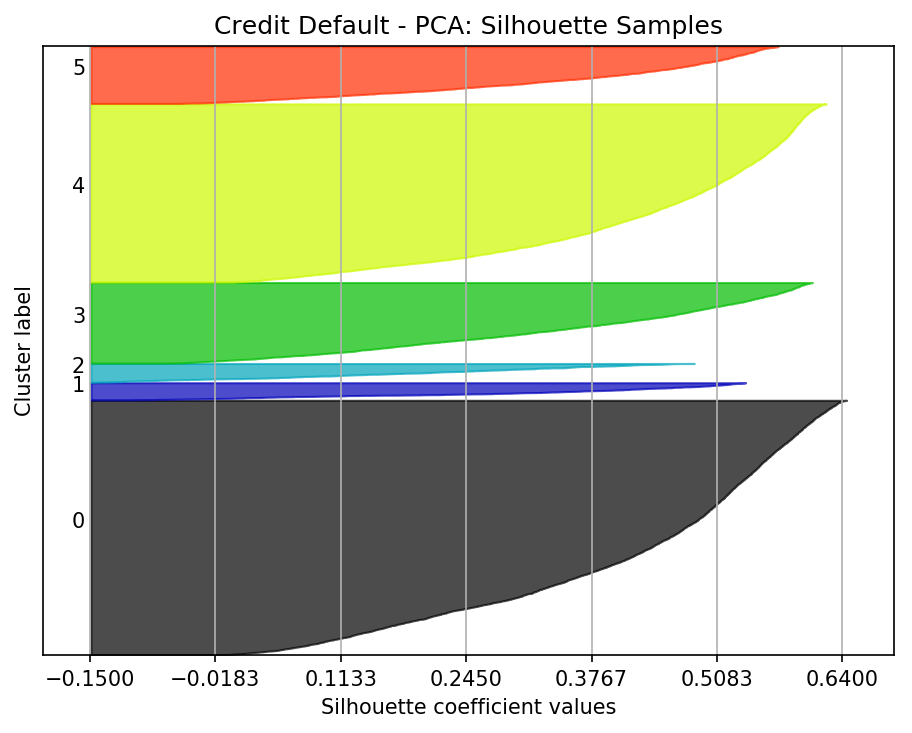 Credit Default - PCA: Silhouette Samples
5
4
3
2
1
0
Cluster label
−0.1500 −0.0183 0.1133 0.2450 0.3767 0.5083 0.6400
Silhouette coefficient values